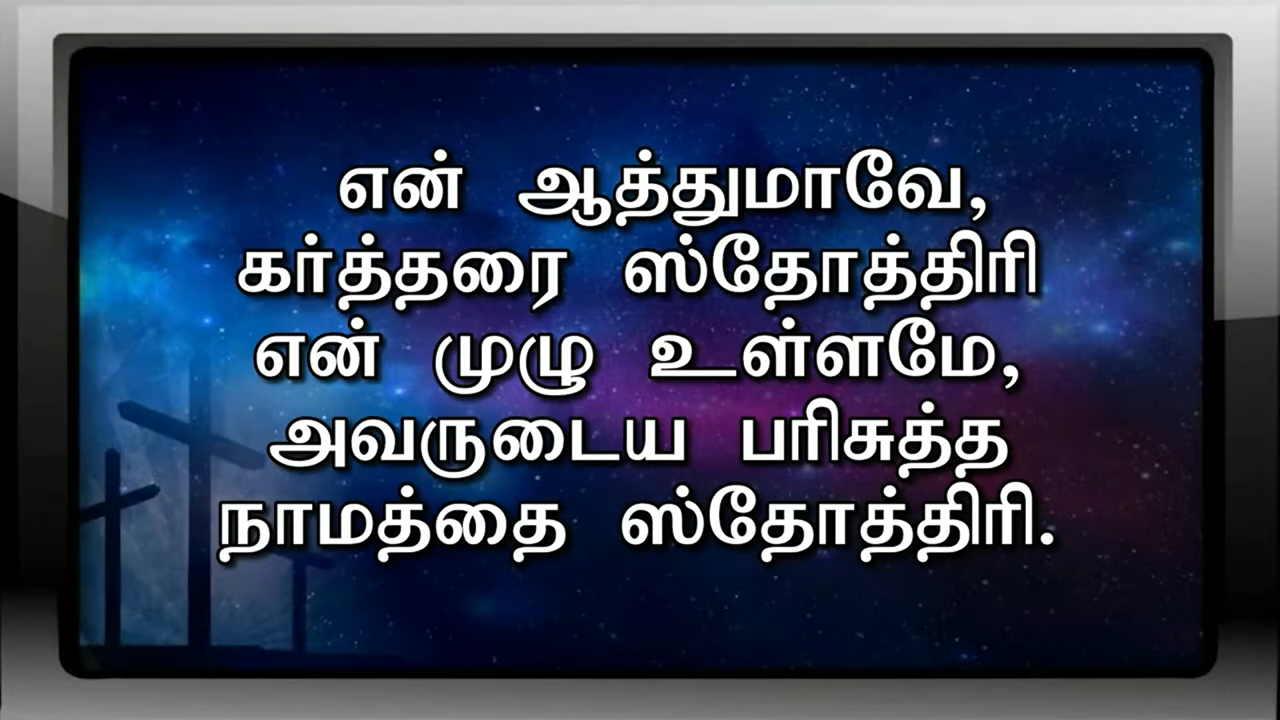 என் ஆத்துமாவே,
கர்த்தரை ஸ்தோத்திரி
என் முழு உள்ளமே,
அவருடைய பரிசுத்த
நாமத்தை ஸ்தோத்திரி.